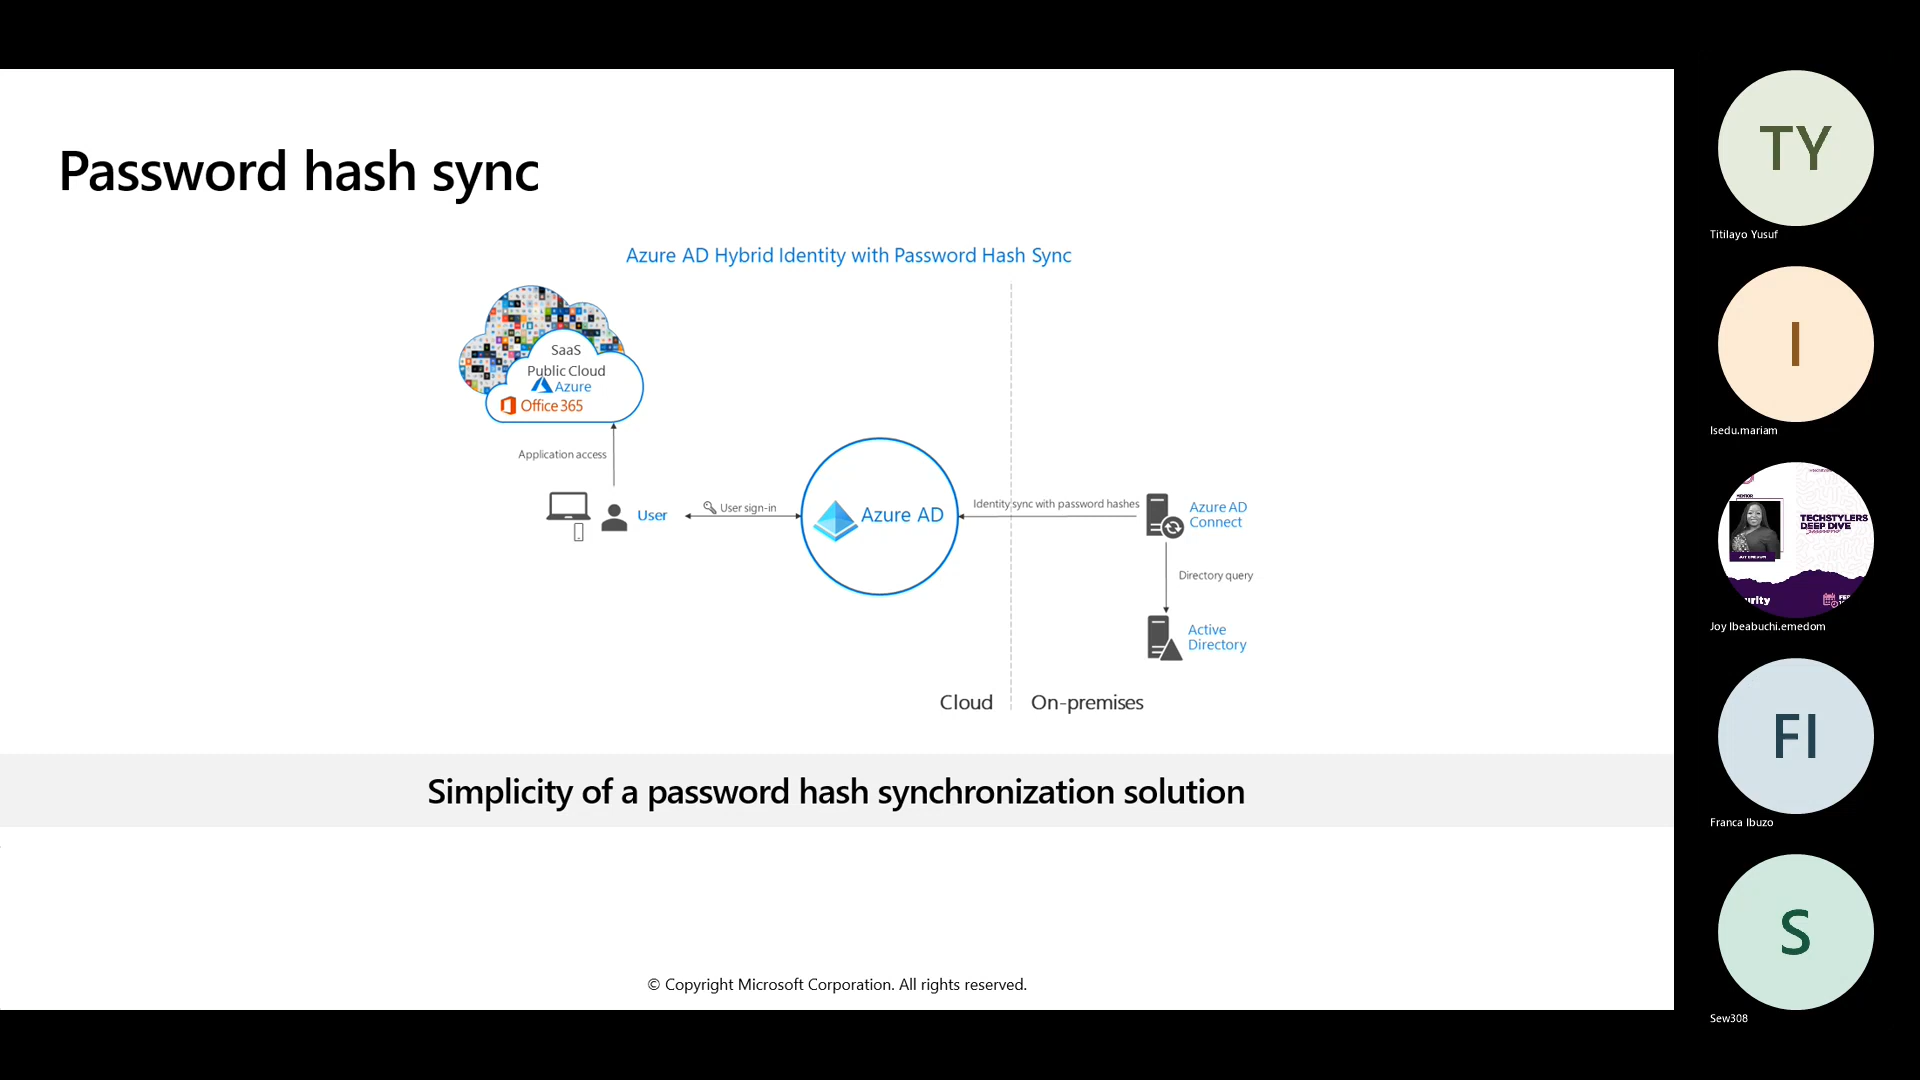 Password hash sync
Azure AD Hybrid Identity with Password Hash Sync
SaaS
Public Cloud
Azure
Office 365
Application access
User
User sign-in
Azure AD
Identity sync with password hashes
Azure AD
Connect
Directory query
Active
Directory
Cloud
On-premises
Simplicity of a password hash synchronization solution
© Copyright Microsoft Corporation. All rights reserved.
TY
Titilayo Yusuf
I
Isedu.mariam
MENTOR
TECHSTYLERS
DEEP DIVE
Joy Ibeabuchi.emedom
FI
Franca Ibuzo
S
Sew308